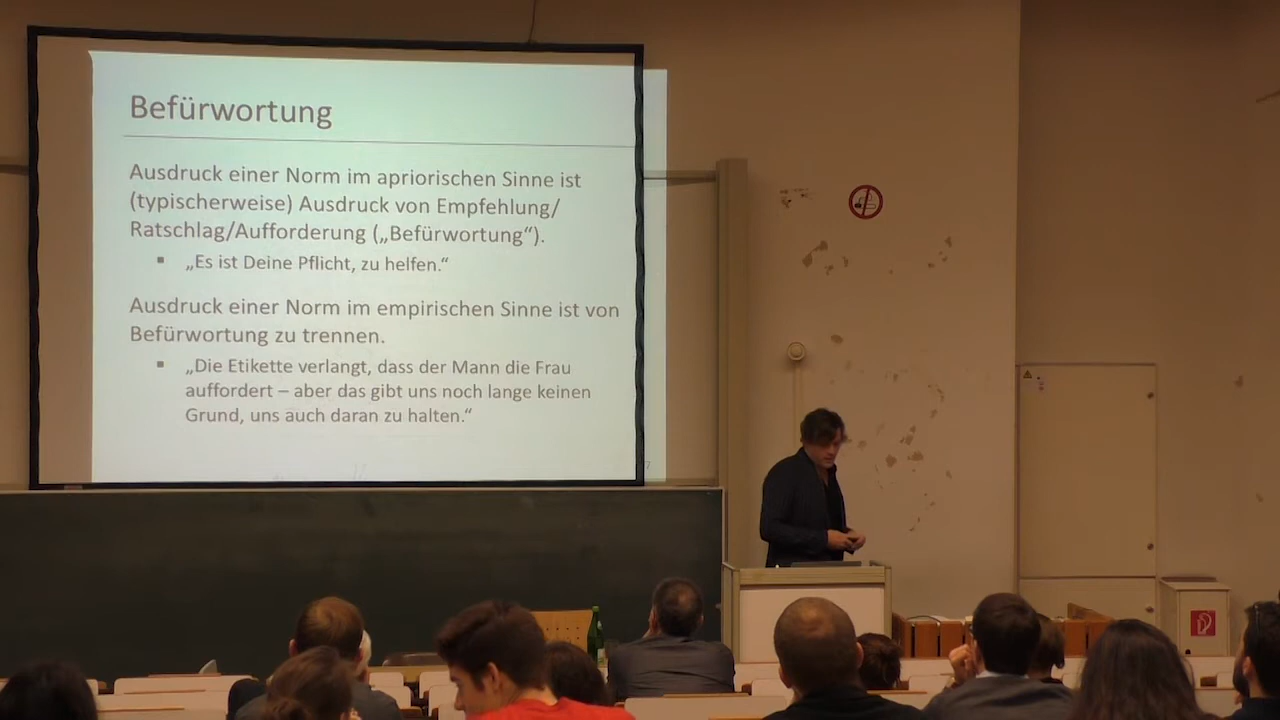 Befürwortung
Ausdruck einer Norm im apriorischen Sinne ist
(typischerweise) Ausdruck von Empfehlung/
Ratschlag/Aufforderung („Befürwortung“).
▪ „Es ist Deine Pflicht, zu helfen.“
Ausdruck einer Norm im empirischen Sinne ist von
Befürwortung zu trennen.
▪ „Die Etikette verlangt, dass der Mann die Frau
auffordert – aber das gibt uns noch lange keinen
Grund, uns auch daran zu halten.“
7